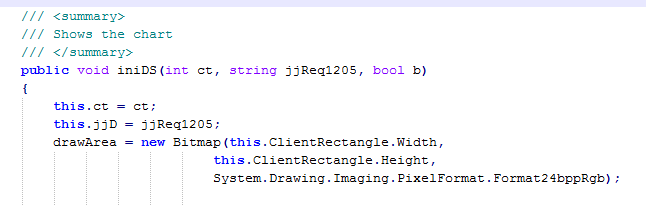 /// <summary>
/// Shows the chart
/// </summary>
public void iniDS(int ct, string jjReq1205, bool b)
{
this.ct = ct;
this.jjD = jjReq1205;
drawArea = new Bitmap(this.ClientRectangle.Width,
this.ClientRectangle.Height,
System.Drawing.Imaging.PixelFormat.Format24bppRgb);